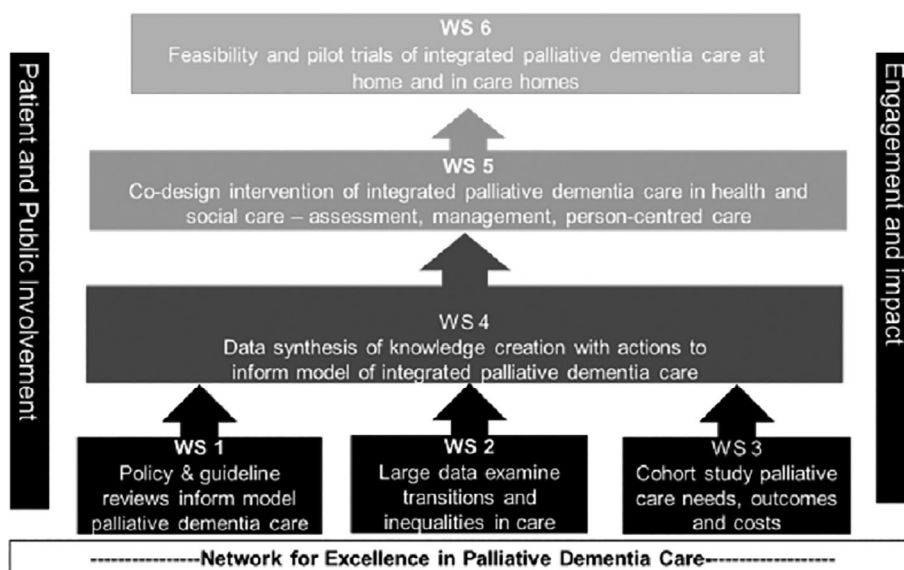 WS 6
Feasibility and pilot trials of integrated palliative dementia care at
home and in care homes
Patient and Public Involvement
Engagement and impact
WS 5
Co-design intervention of integrated palliative dementia care in health and
social care – assessment, management, person-centred care
WS 4
Data synthesis of knowledge creation with actions to
inform model of integrated palliative dementia care
WS 1
Policy & guideline
reviews inform model
palliative dementia care
WS 2
Large data examine
transitions and
inequalities in care
WS 3
Cohort study palliative
care needs, outcomes
and costs
------------------Network for Excellence in Palliative Dementia Care------------------